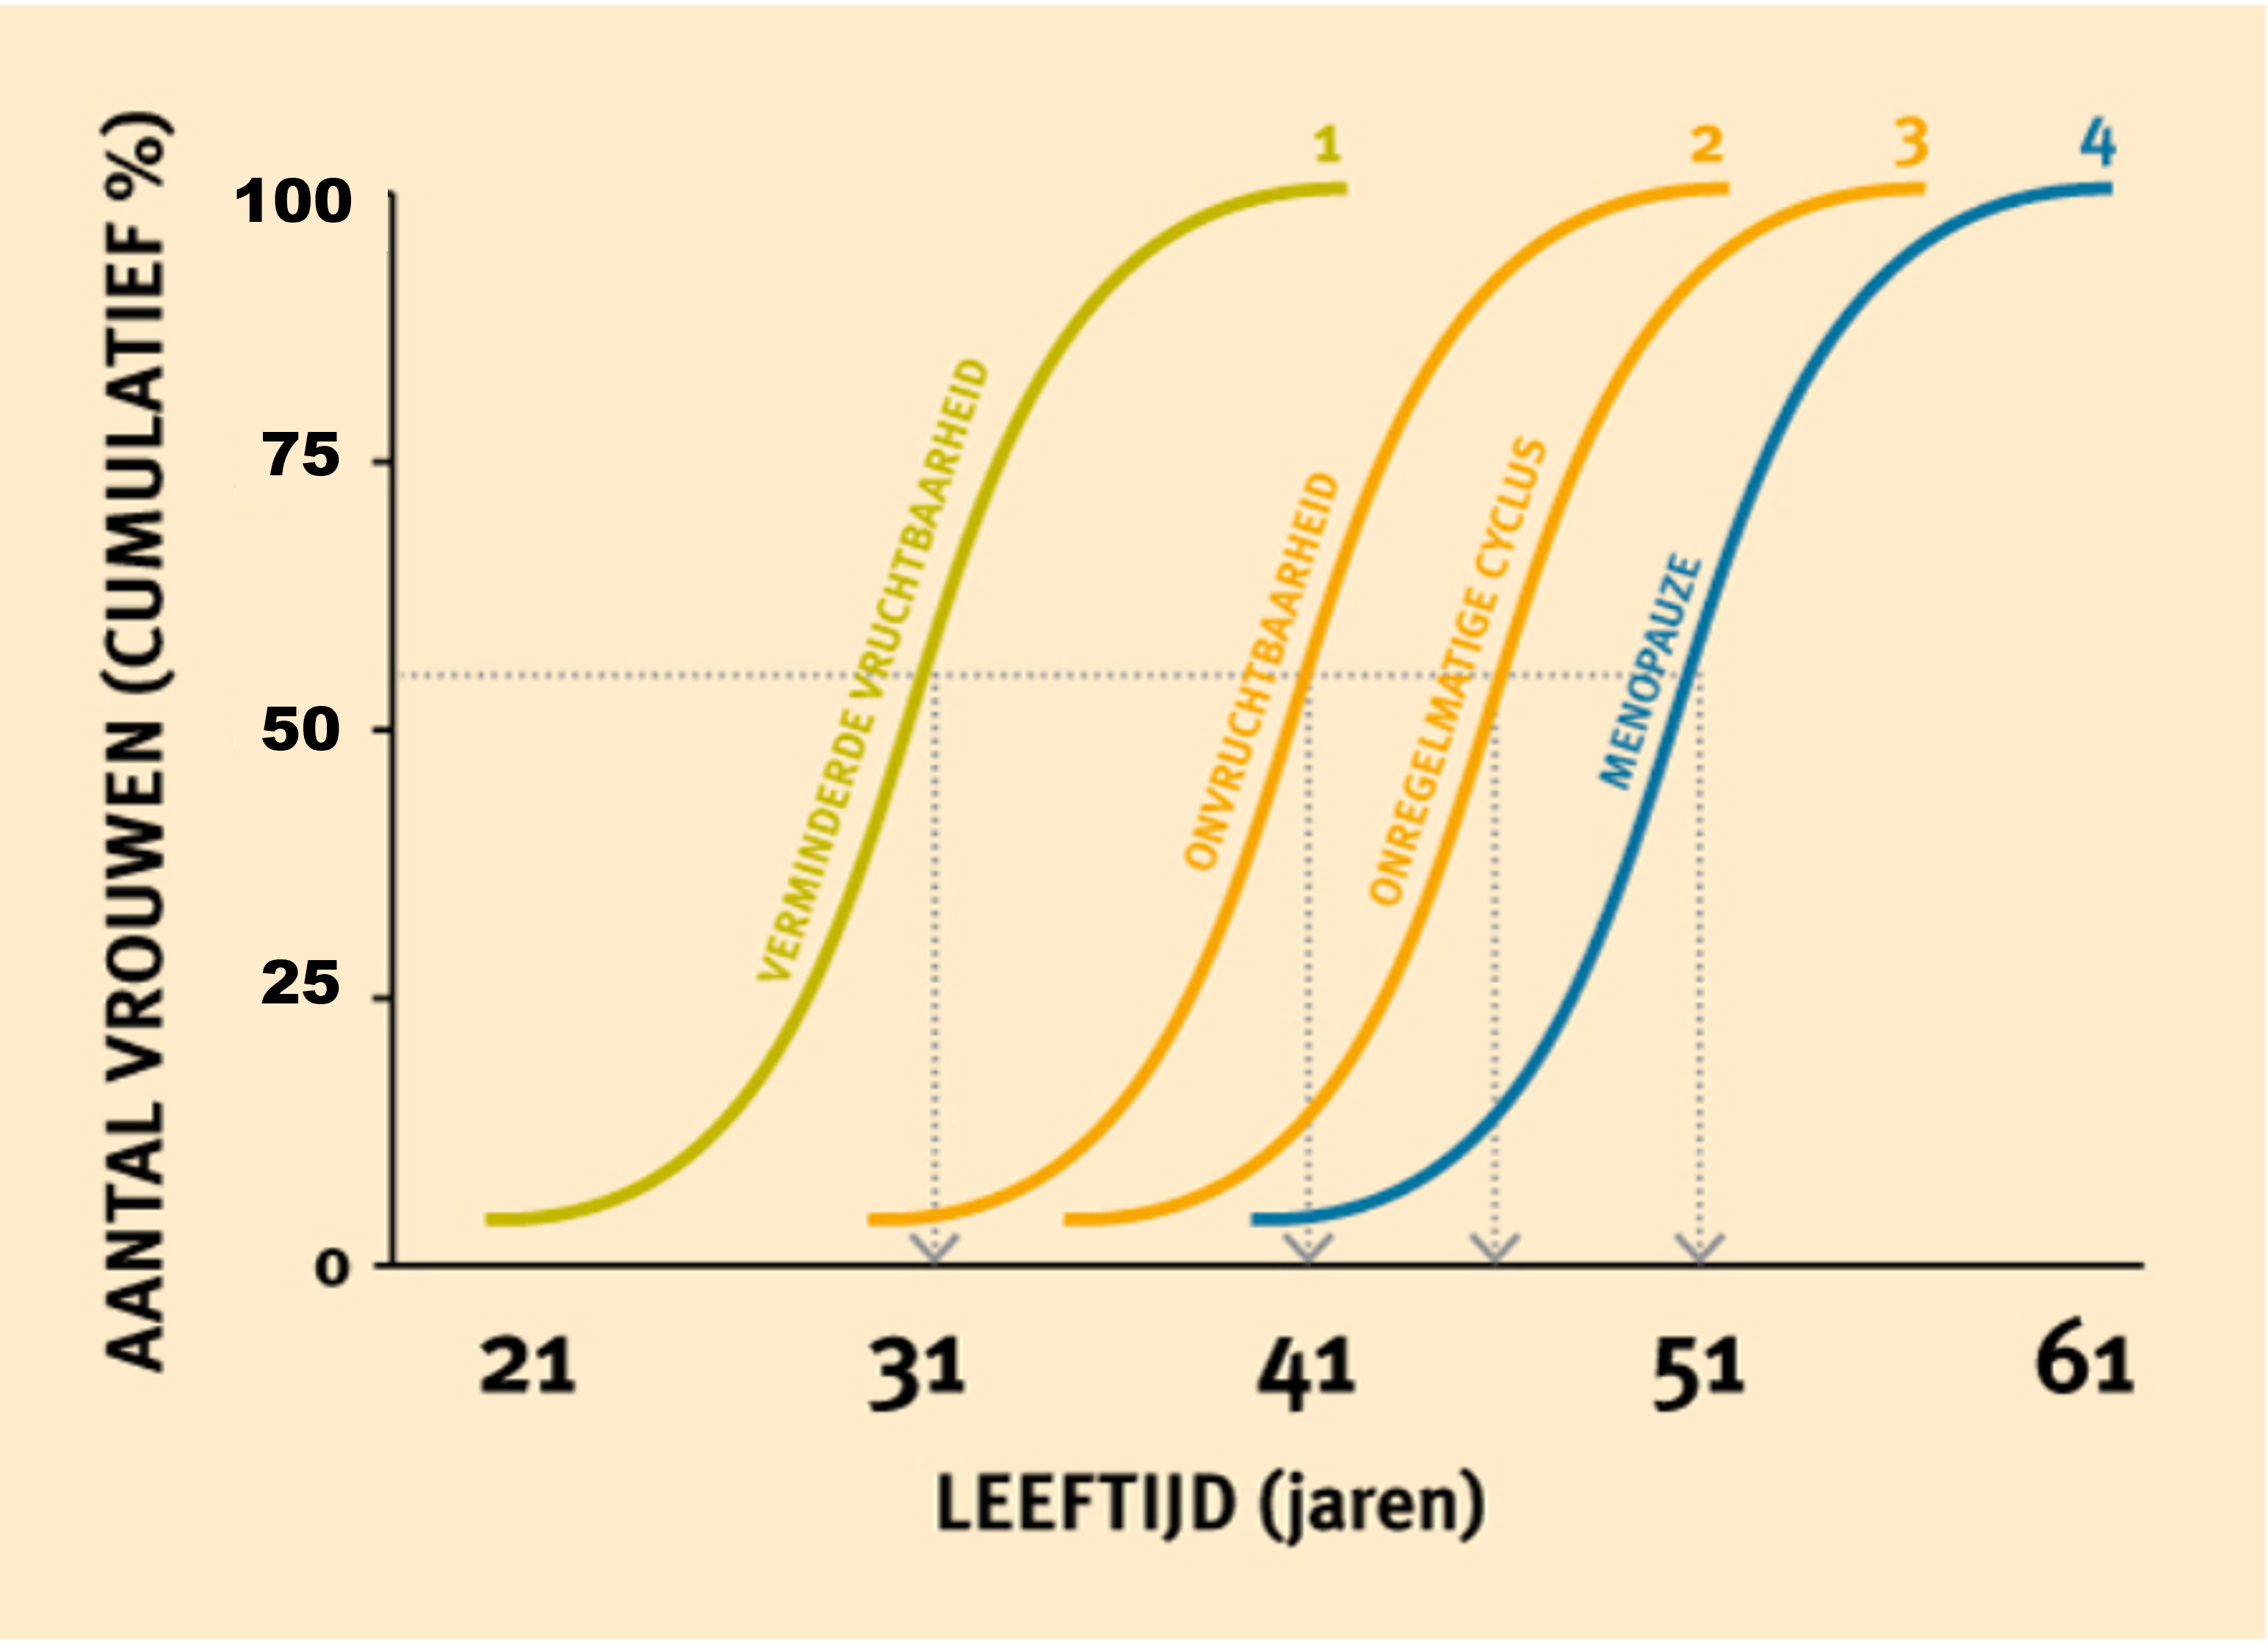 AANTAL VROUWEN (CUMULATIEF %)
100
75
50
25
0
1
2
3
4
VERMINDERDE VRUCHTBAARHEID
ONVRUCHTBAARHEID
ONREGELMATIGE CYCLUS
MENOPAUZE
21
31
41
51
61
LEEFTIJD (jaren)